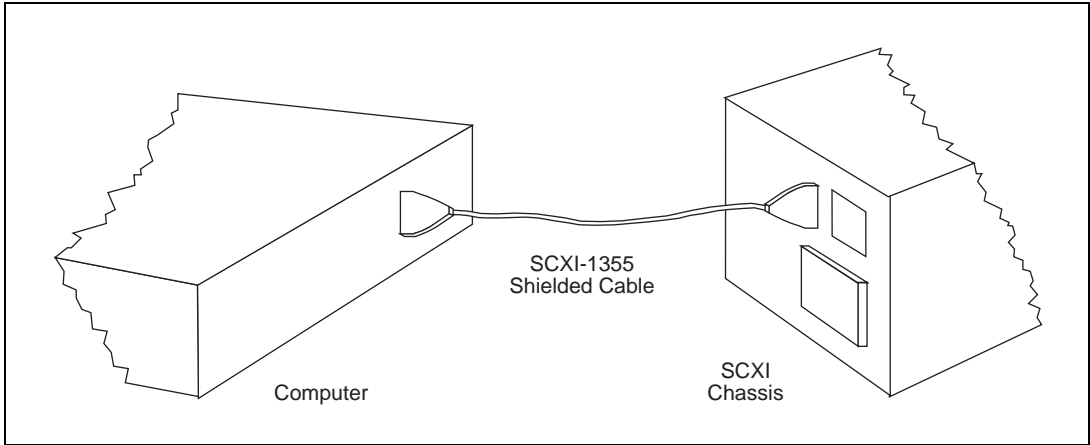 SCXI-1355
Shielded Cable
Computer
SCXI
Chassis